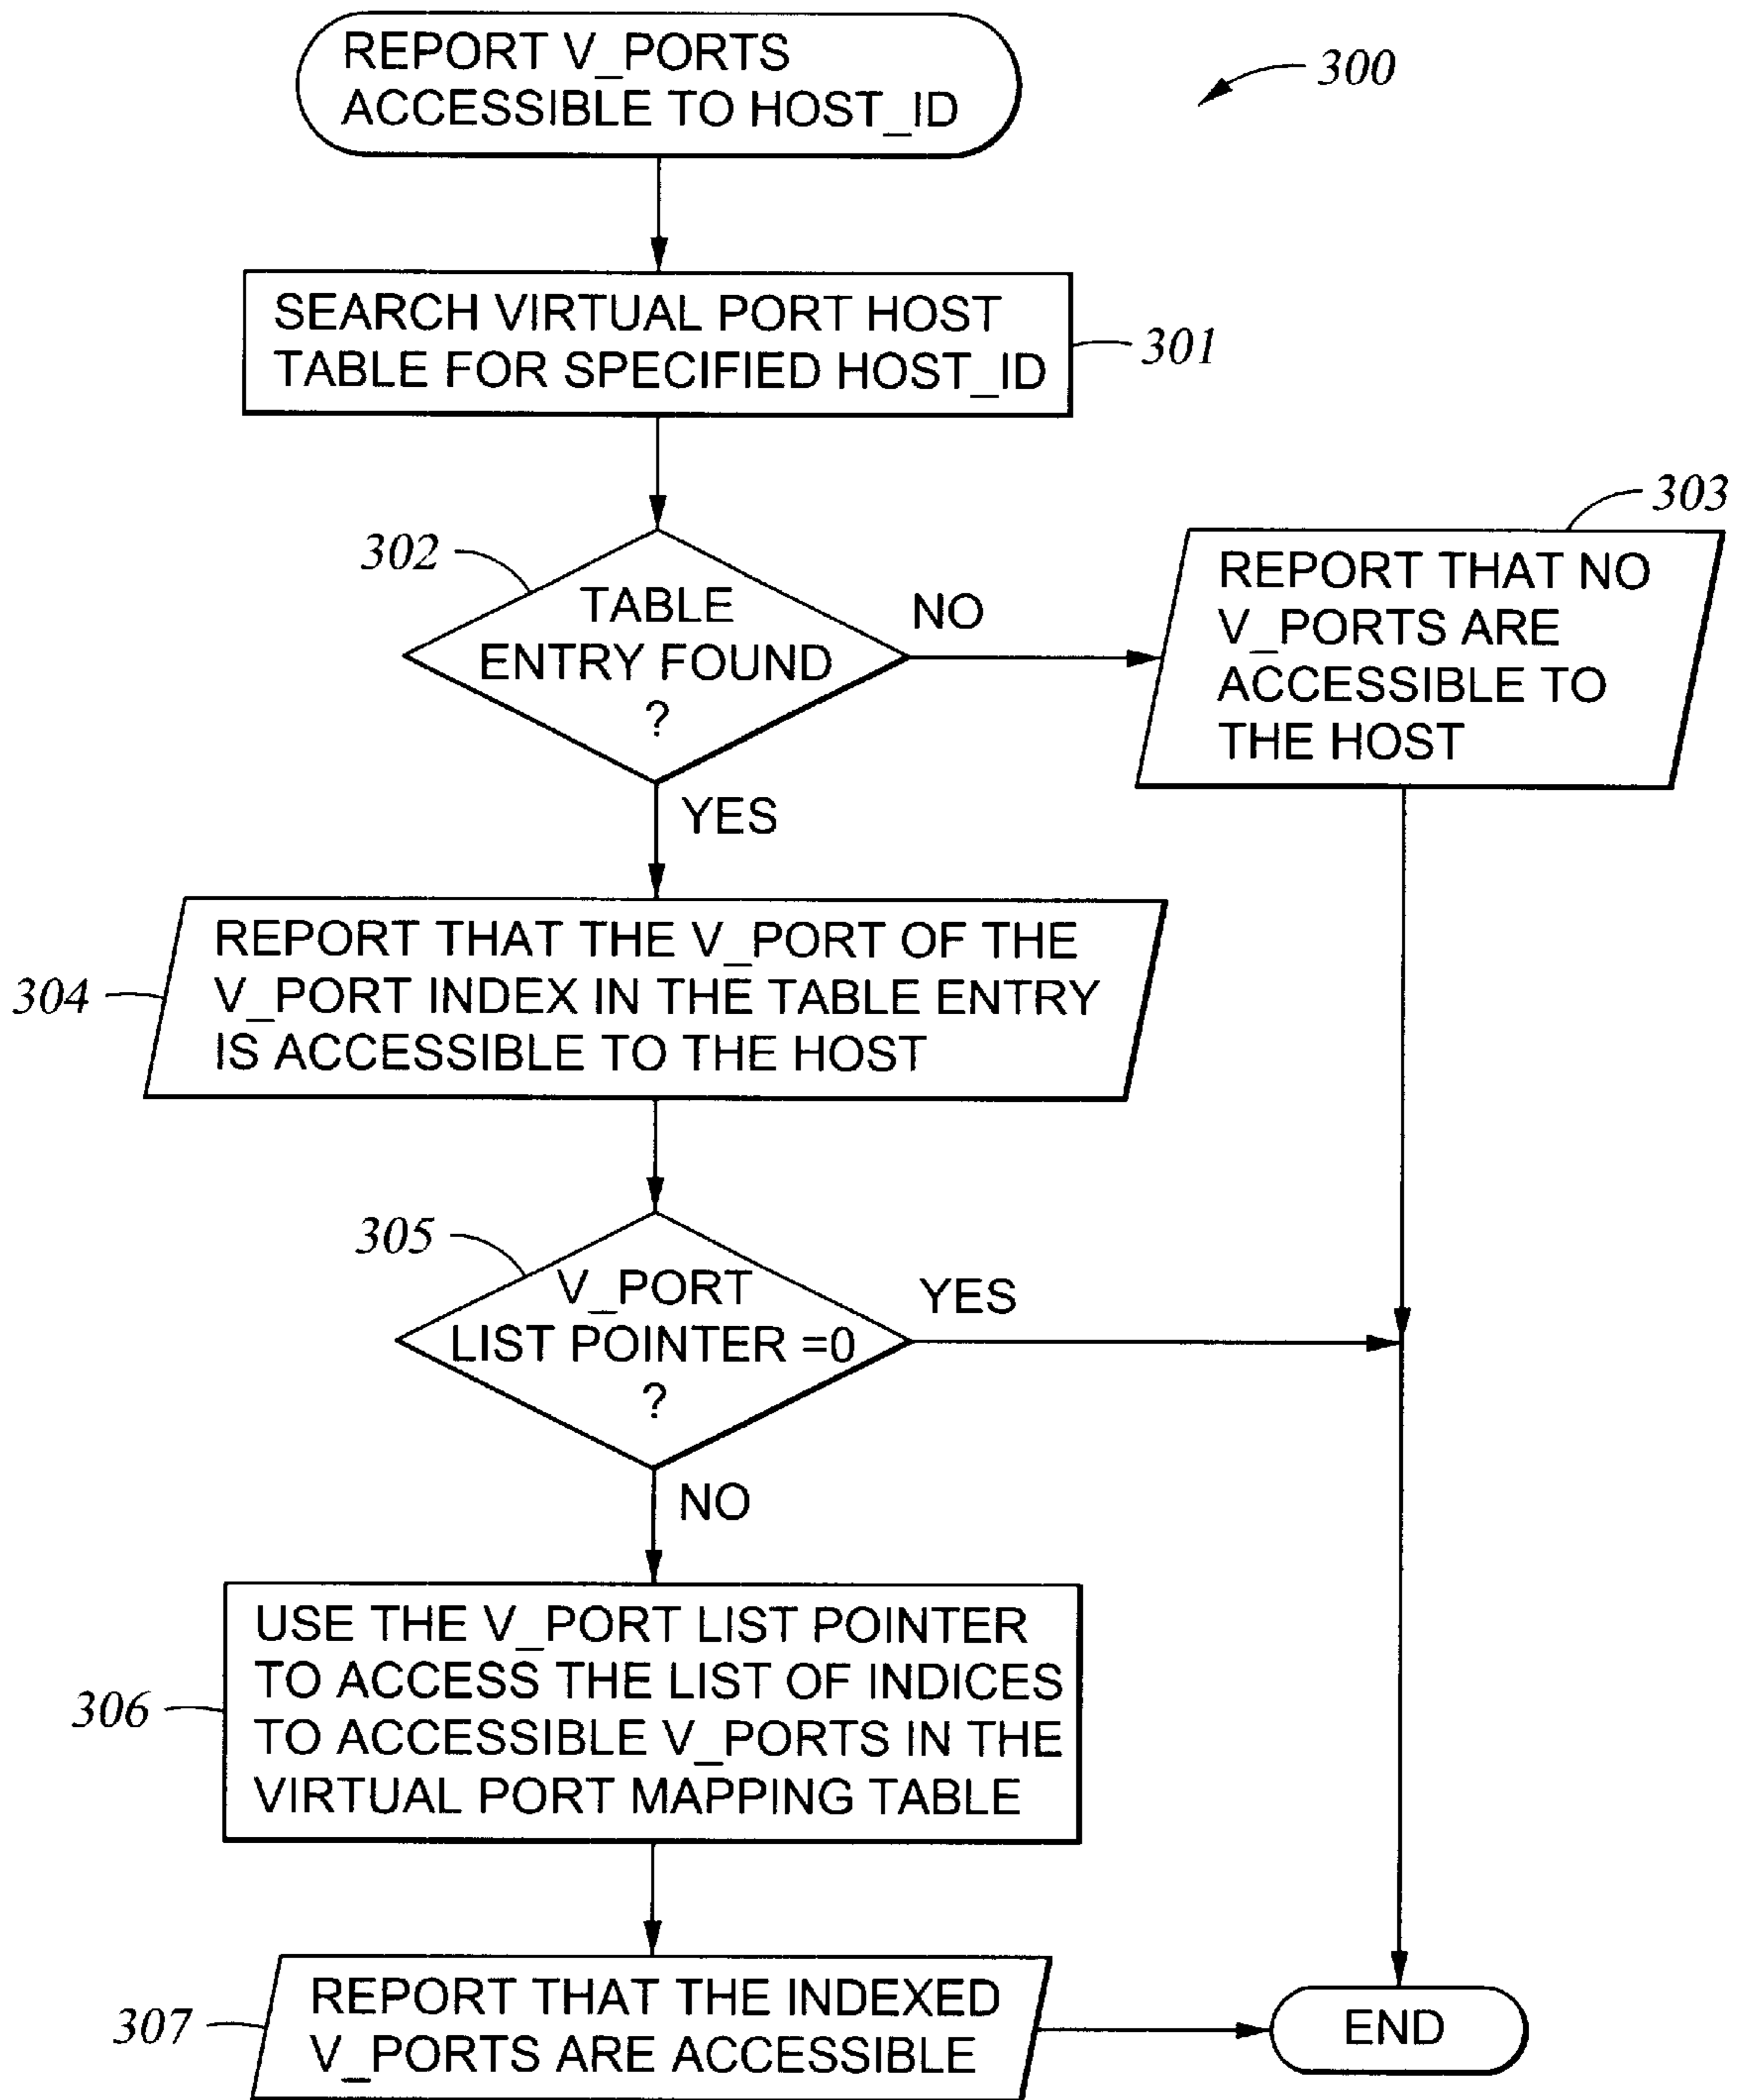 REPORT V_PORTS
ACCESSIBLE TO HOST_ID
300
SEARCH VIRTUAL PORT HOST
TABLE FOR SPECIFIED HOST_ID
301
302
TABLE
ENTRY FOUND
?
NO
YES
303
REPORT THAT NO
V_PORTS ARE
ACCESSIBLE TO
THE HOST
304
REPORT THAT THE V_PORT OF THE
V_PORT INDEX IN THE TABLE ENTRY
IS ACCESSIBLE TO THE HOST
305
V_PORT
LIST POINTER =0
?
YES
NO
306
USE THE V_PORT LIST POINTER
TO ACCESS THE LIST OF INDICES
TO ACCESSIBLE V_PORTS IN THE
VIRTUAL PORT MAPPING TABLE
307
REPORT THAT THE INDEXED
V_PORTS ARE ACCESSIBLE
END